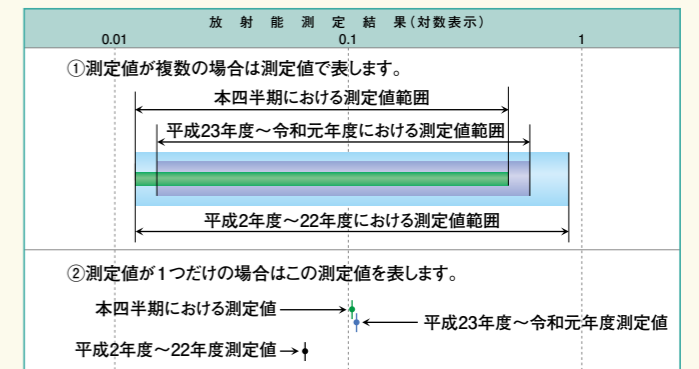 放射能測定結果(対数表示)
0.01 0.1 1
①測定値が複数の場合は測定値で表します。
本四半期における測定値範囲
平成23年度～令和元年度における測定値範囲
平成2年度～22年度における測定値範囲
②測定値が1つだけの場合はこの測定値を表します。
本四半期における測定値
平成23年度～令和元年度測定値
平成2年度～22年度測定値